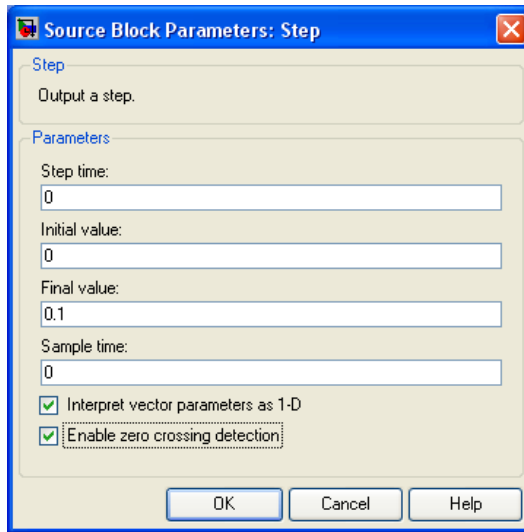 Source Block Parameters: Step
Step
Output a step.
Parameters
Step time:
0
Initial value:
0
Final value:
0.1
Sample time:
0
Interpret vector parameters as 1-D
Enable zero crossing detection
OK Cancel Help